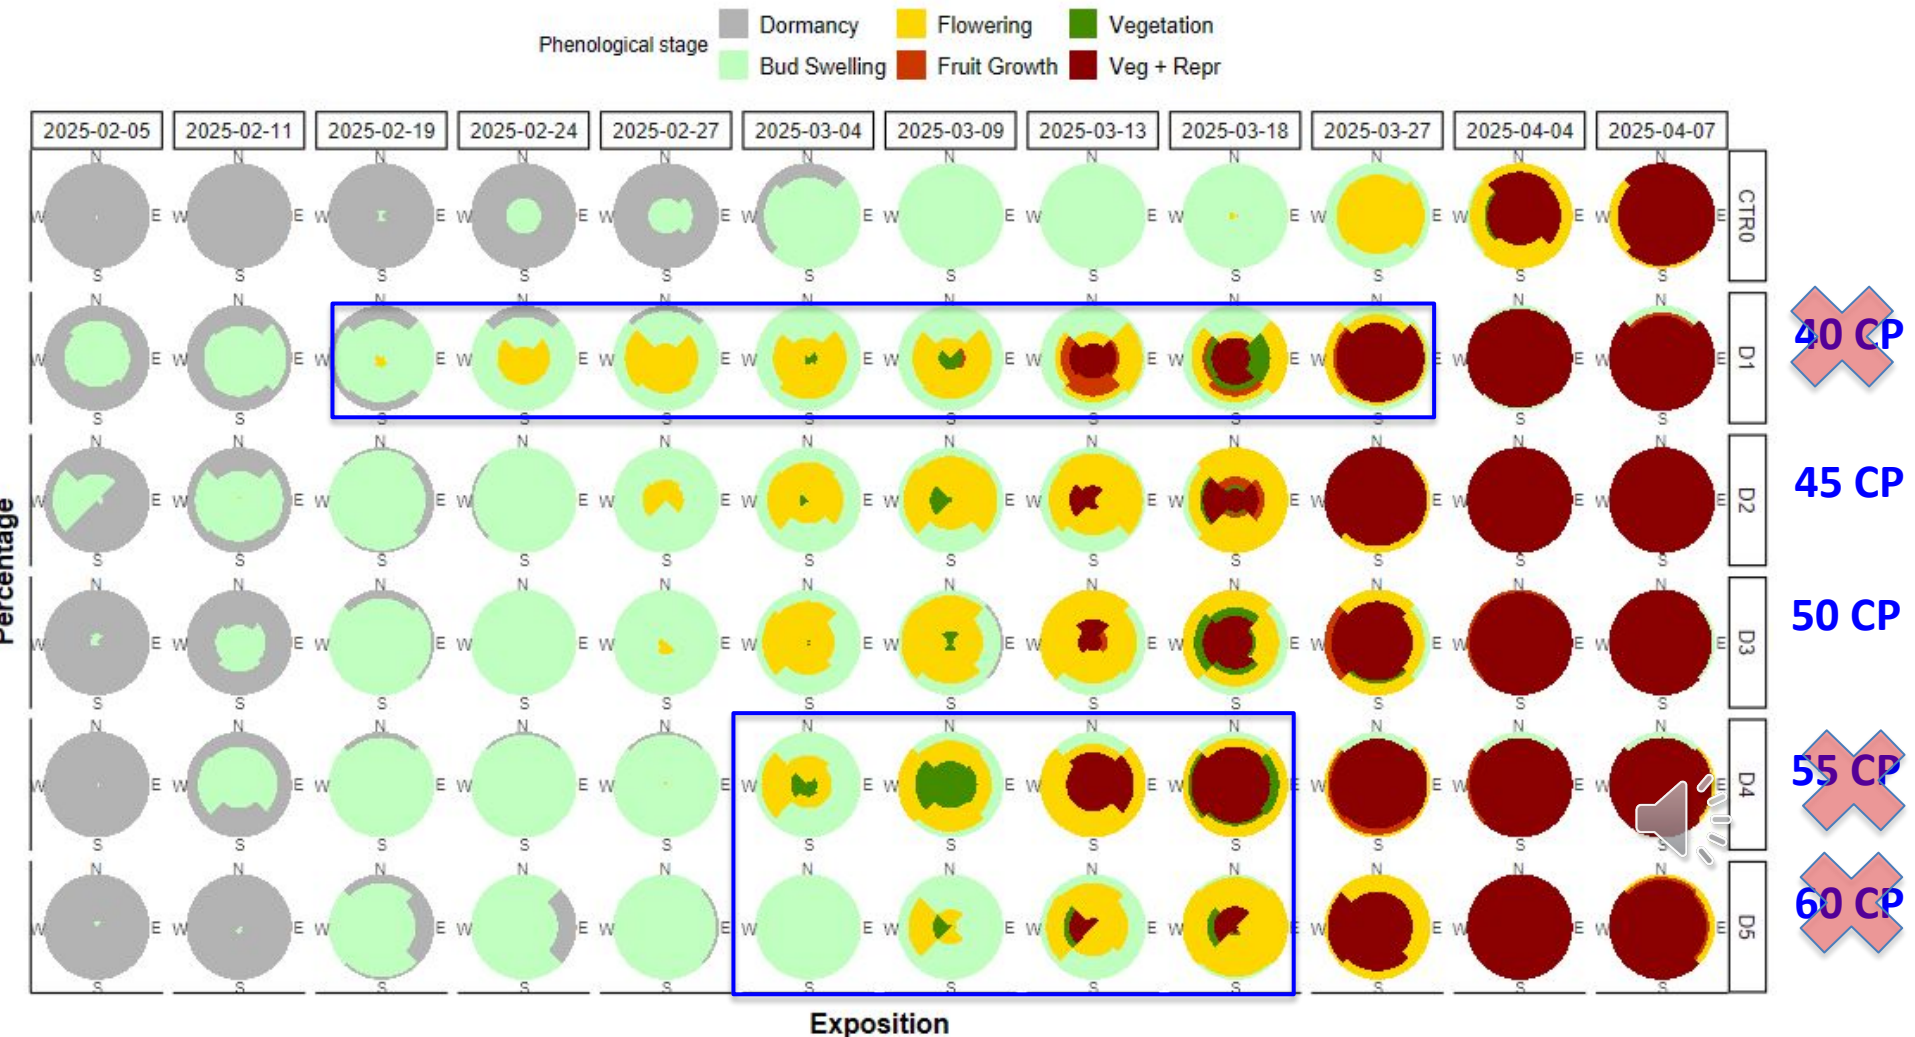 Phenological stage
Dormancy
Flowering
Vegetation
Bud Swelling
Fruit Growth
Veg + Repr
2025-02-05 2025-02-11 2025-02-19 2025-02-24 2025-02-27 2025-03-04 2025-03-09 2025-03-13 2025-03-18 2025-03-27 2025-04-04 2025-04-07
N N N N N N N N N N N N
W E W E W E W E W E W E W E W E W E W E W E W E
CTR0
S S S S S S S S S S S S
N N N N N N N N N N N N
W E W E W E W E W E W E W E W E W E W E W E W E
D1
40 CP
S S S S S S S S S S S S
N N N N N N N N N N N N
W E W E W E W E W E W E W E W E W E W E W E W E
D2
45 CP
S S S S S S S S S S S S
N N N N N N N N N N N N
W E W E W E W E W E W E W E W E W E W E W E W E
D3
50 CP
S S S S S S S S S S S S
N N N N N N N N N N N N
W E W E W E W E W E W E W E W E W E W E W E W E
D4
55 CP
S S S S S S S S S S S S
N N N N N N N N N N N N
W E W E W E W E W E W E W E W E W E W E W E W E
D5
60 CP
S S S S S S S S S S S S
Percentage
Exposition